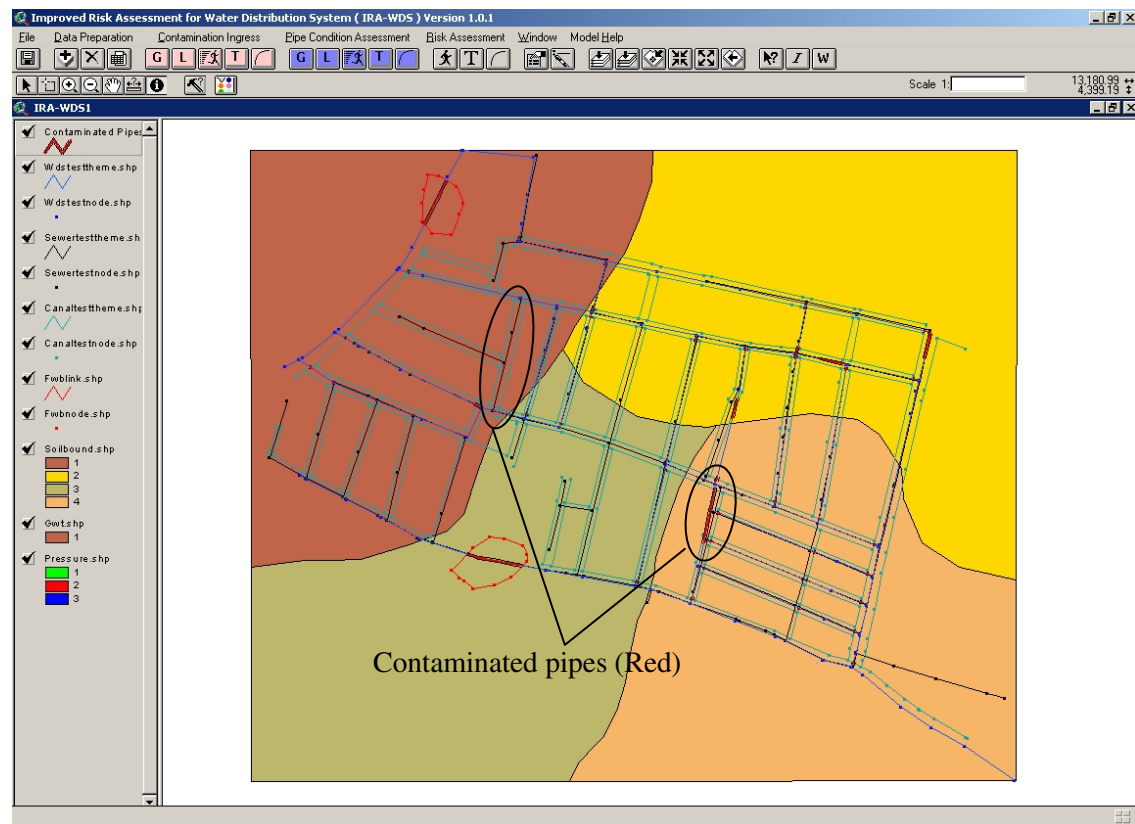 Improved Risk Assessment for Water Distribution System ( IRA-WDS ) Version 1.0.1
File Data Preparation Contamination Ingress Pipe Condition Assessment Risk Assessment Window Model Help
G L T G L T T ? I W
Scale 1: 13,180.99
4,399.19
IRA-WDS1
Contaminated Pipes
Wdstesttheme.shp
Wdstestnode.shp
Sewertesttheme.sh
Sewertestnode.shp
Canaltesttheme.shp
Canaltestnode.shp
Fwblink.shp
Fwbnode.shp
Soilbound.shp
1
2
3
4
Gwt.shp
1
Pressure.shp
1
2
3
Contaminated pipes (Red)